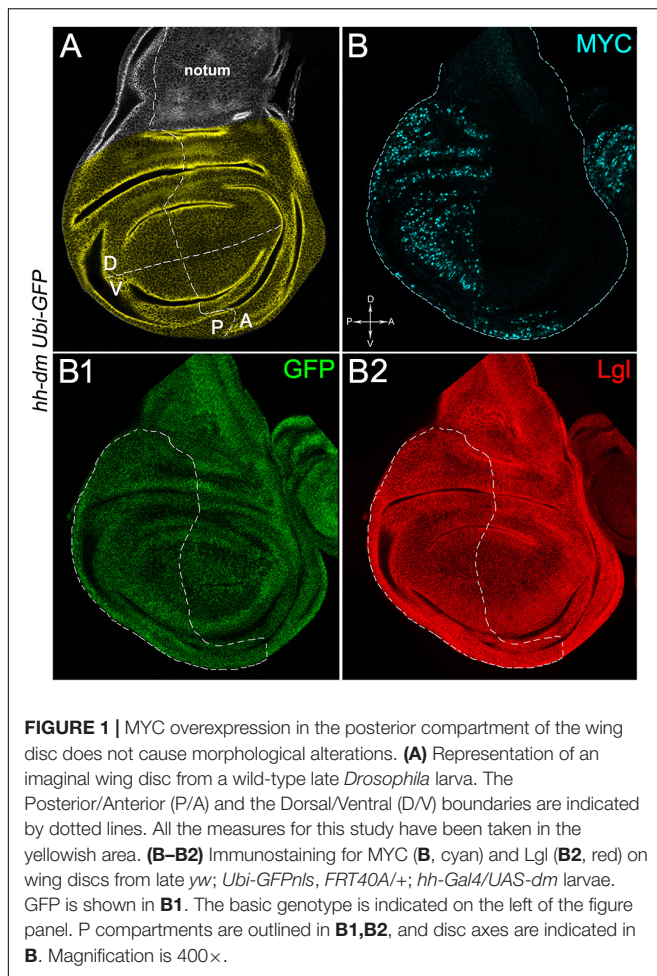 A
notum
D
V
P
A
B
MYC
D
P
A
V
hh-dm Ubi-GFP
B1
GFP
B2
Lgl
FIGURE 1 | MYC overexpression in the posterior compartment of the wing
disc does not cause morphological alterations. (A) Representation of an
imaginal wing disc from a wild-type late Drosophila larva. The
Posterior/Anterior (P/A) and the Dorsal/Ventral (D/V) boundaries are indicated
by dotted lines. All the measures for this study have been taken in the
yellowish area. (B–B2) Immunostaining for MYC (B, cyan) and Lgl (B2, red) on
wing discs from late yw; Ubi-GFPnls, FRT40A/+; hh-Gal4/UAS-dm larvae.
GFP is shown in B1. The basic genotype is indicated on the left of the figure
panel. P compartments are outlined in B1,B2, and disc axes are indicated in
B. Magnification is 400×.